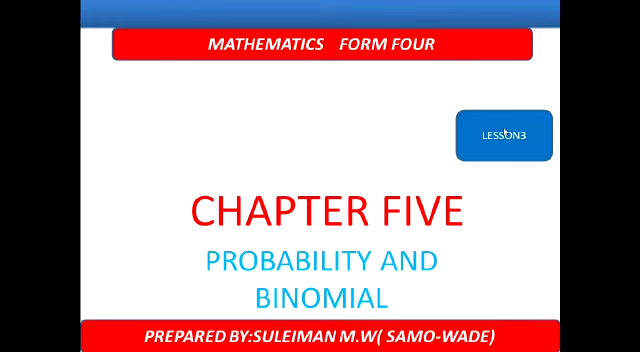 MATHEMATICS FORM FOUR
LESSON3
CHAPTER FIVE
PROBABILITY AND
BINOMIAL
PREPARED BY:SULEIMAN M.W( SAMO-WADE)